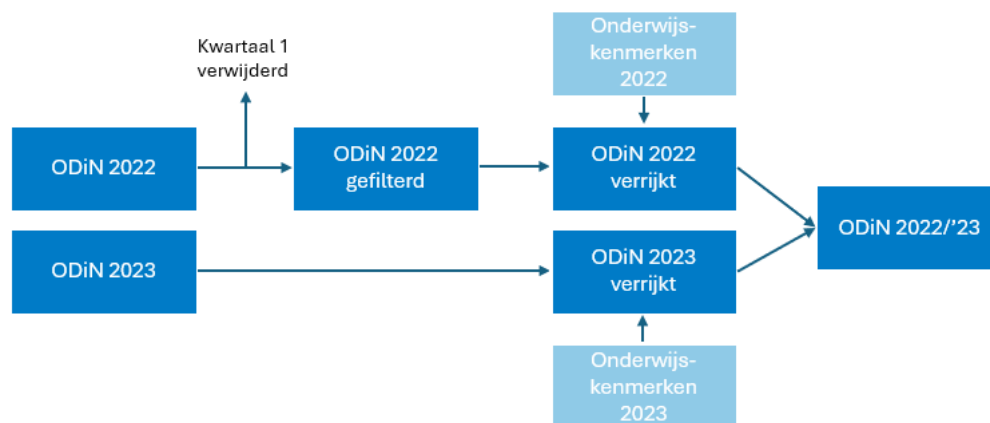 Onderwijs-
kenmerken
2022
Kwartaal 1
verwijderd
ODiN 2022
ODiN 2022
gefilterd
ODiN 2022
verrijkt
ODiN 2022/'23
ODiN 2023
ODiN 2023
verrijkt
Onderwijs-
kenmerken
2023